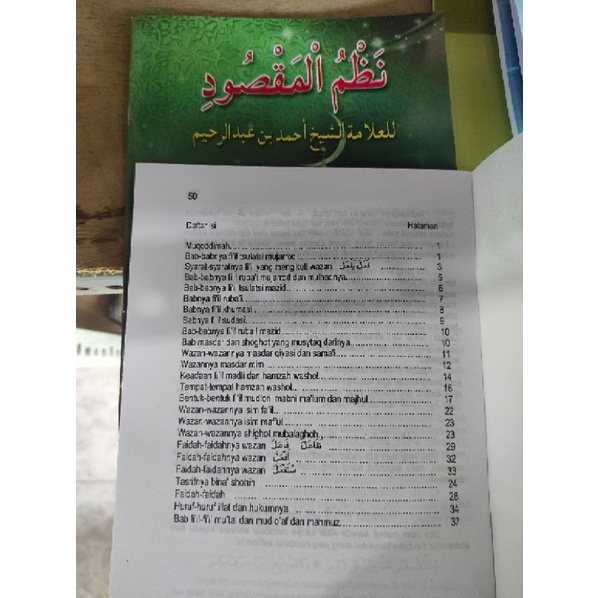 نَظْمُ الْمَقْصُودِ
للعلامة الشيخ أحمد بن عبد الرحيم
50
Daftar isi Halaman
Muqoddimah 1
Bab-babnya fi'il tsulatsi mujarrod 1
Syarat-syaratnya fi'il yang mengikuti wazan فَعَلَ يَفْعَلُ 3
Bab-babnya fi'il ruba'i mujarrod dan mulhaqnya 5
Bab-babnya fi'il tsulatsi mazid 6
Babnya fi'il ruba'i 7
Babnya fi'il khumasi 8
Babnya fi'il sudasi 9
Bab-babnya fi'il ruba'i mazid 10
Bab masdar dan shoghot yang musytaq darinya 10
Wazan-wazannya masdar qiyasi dan sama'i 11
Wazannya masdar mim 12
Keadaan fi'il madli dan hamzah washol 14
Tempat-tempat hamzah washol 16
Bentuk-bentuk fi'il mudlori' mabni ma'lum dan majhul 17
Wazan-wazannya isim fa'il 22
Wazan-wazannya isim maf'ul 23
Wazan-wazannya shighot mubalaghoh 23
Faidah-faidahnya wazan فَاعَلَ تَفَاعَلَ 29
Faidah-faidahnya wazan 32
Faidah-faidahnya wazan 33
Tasrifnya bina' shohih 24
Faidah-faidah 28
Huruf-huruf illat dan hukumnya 34
Bab fi'il-fi'il mu'tal dan mudlo'af dan mahmuz 37